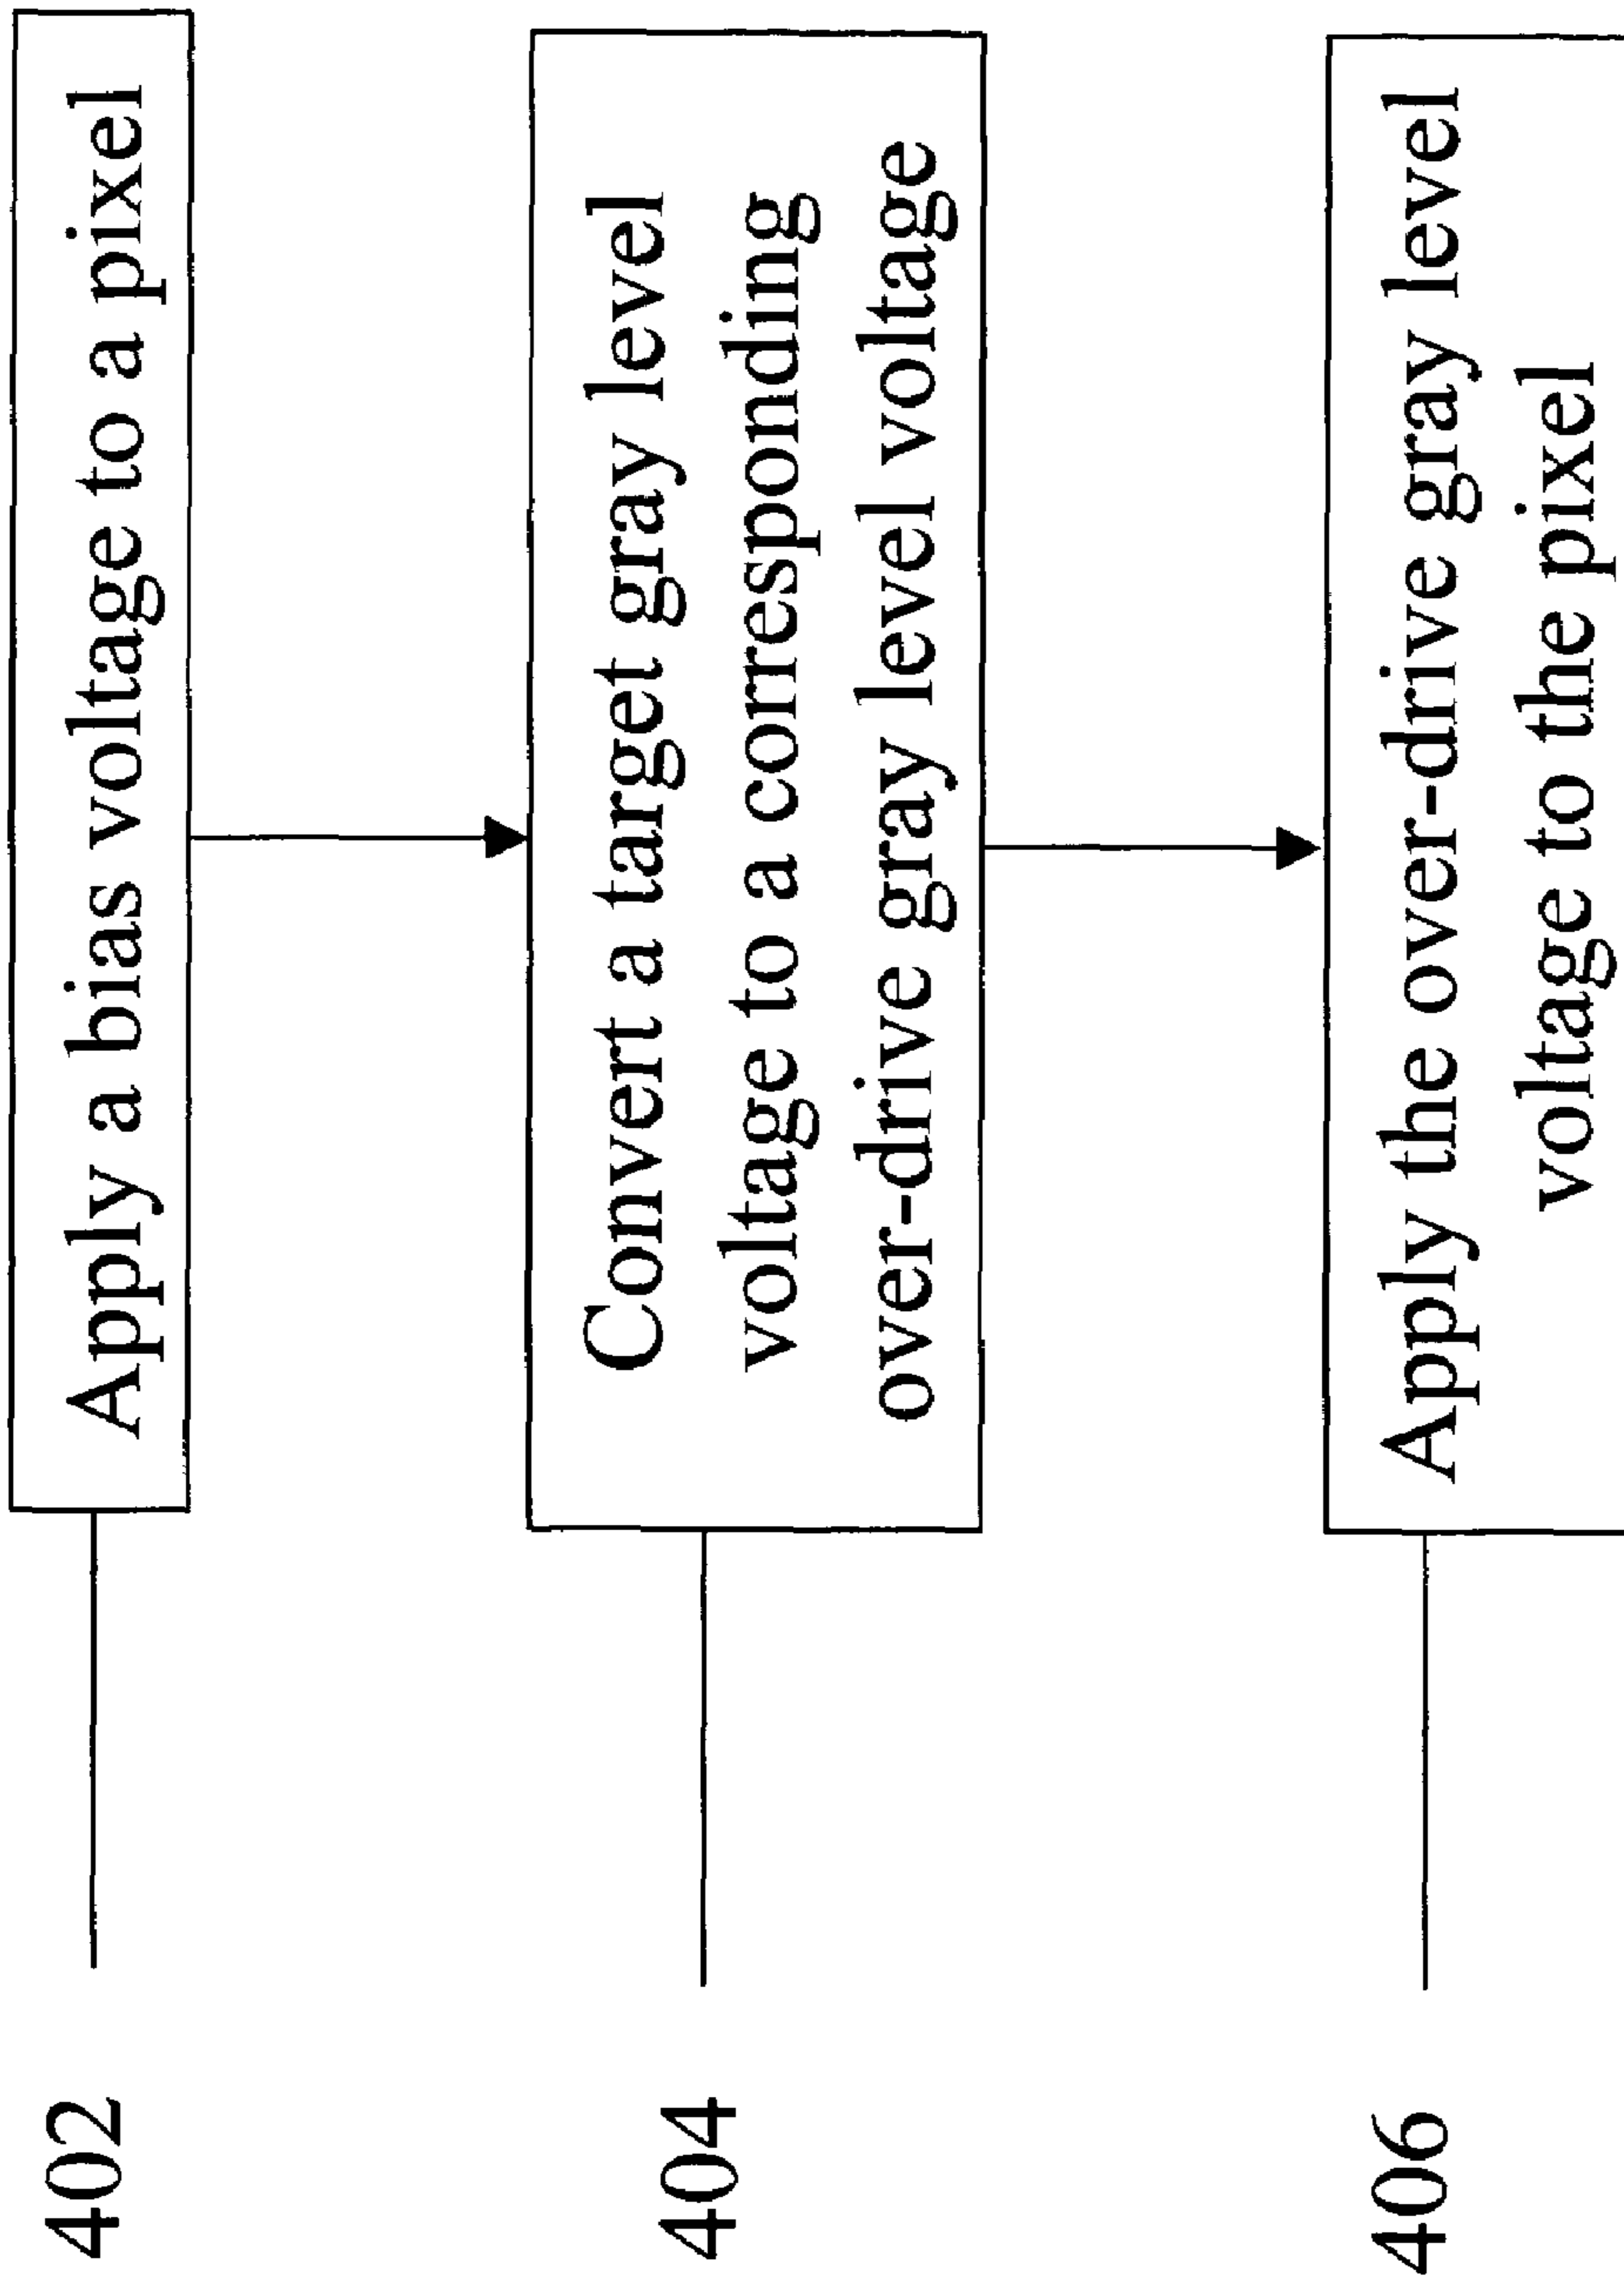 402
Apply a bias voltage to a pixel
404
Convert a target gray level
voltage to a corresponding
over-drive gray level voltage
406
Apply the over-drive gray level
voltage to the pixel